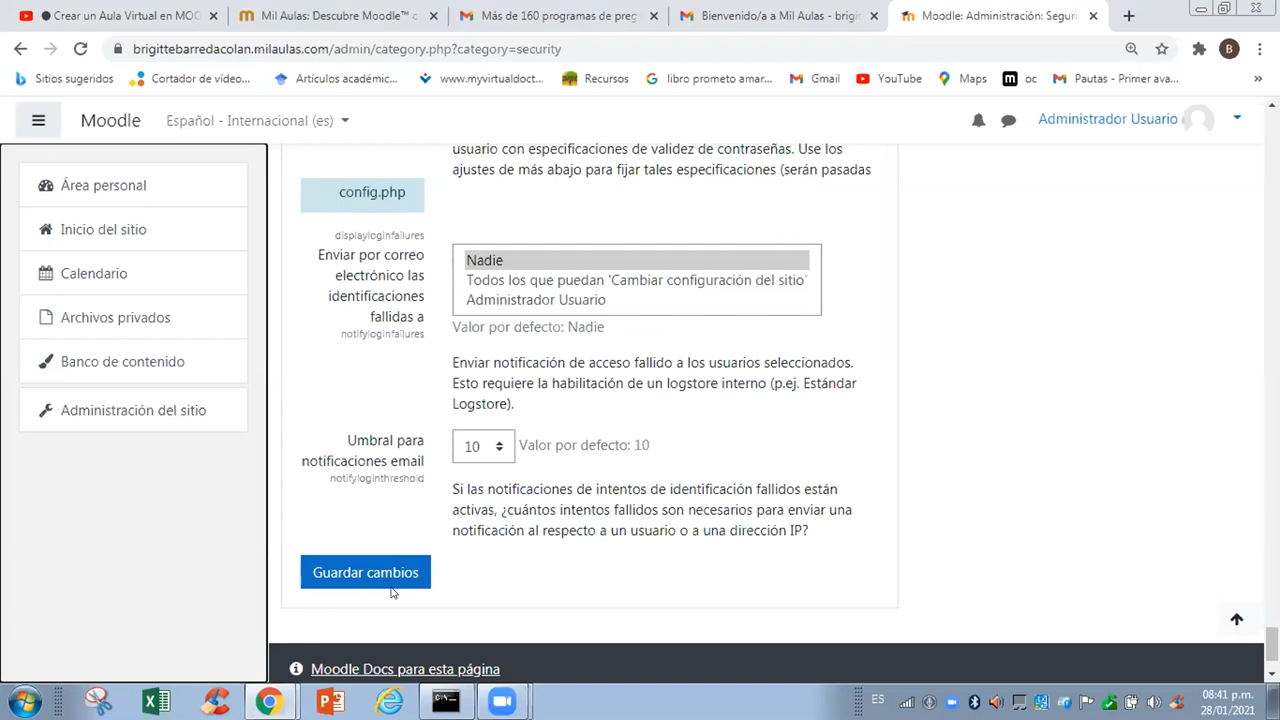 Crear un Aula Virtual en MOO
Mil Aulas: Descubre Moodle™ c
Más de 160 programas de preg
Bienvenido/a a Mil Aulas - brigit
Moodle: Administración: Seguri
brigittebarredacolan.milaulas.com/admin/category.php?category=security
B
Sitios sugeridos
Cortador de vídeo...
Artículos académic...
www.myvirtualdoct...
Recursos
libro prometo amar...
Gmail
YouTube
Maps
oc
Pautas - Primer ava...
»
Moodle
Español - Internacional (es)
Administrador Usuario
Área personal
Inicio del sitio
Calendario
Archivos privados
Banco de contenido
Administración del sitio
usuario con especificaciones de validez de contraseñas. Use los
ajustes de más abajo para fijar tales especificaciones (serán pasadas
config.php
displayloginfailures
Enviar por correo
electrónico las
identificaciones
fallidas a
notifyloginfailures
Nadie
Todos los que puedan 'Cambiar configuración del sitio'
Administrador Usuario
Valor por defecto: Nadie
Enviar notificación de acceso fallido a los usuarios seleccionados.
Esto requiere la habilitación de un logstore interno (p.ej. Estándar
Logstore).
Umbral para
notificaciones email
notifyloginthreshold
10
Valor por defecto: 10
Si las notificaciones de intentos de identificación fallidos están
activas, ¿cuántos intentos fallidos son necesarios para enviar una
notificación al respecto a un usuario o a una dirección IP?
Guardar cambios
Moodle Docs para esta página
ES
08:41 p.m.
28/01/2021